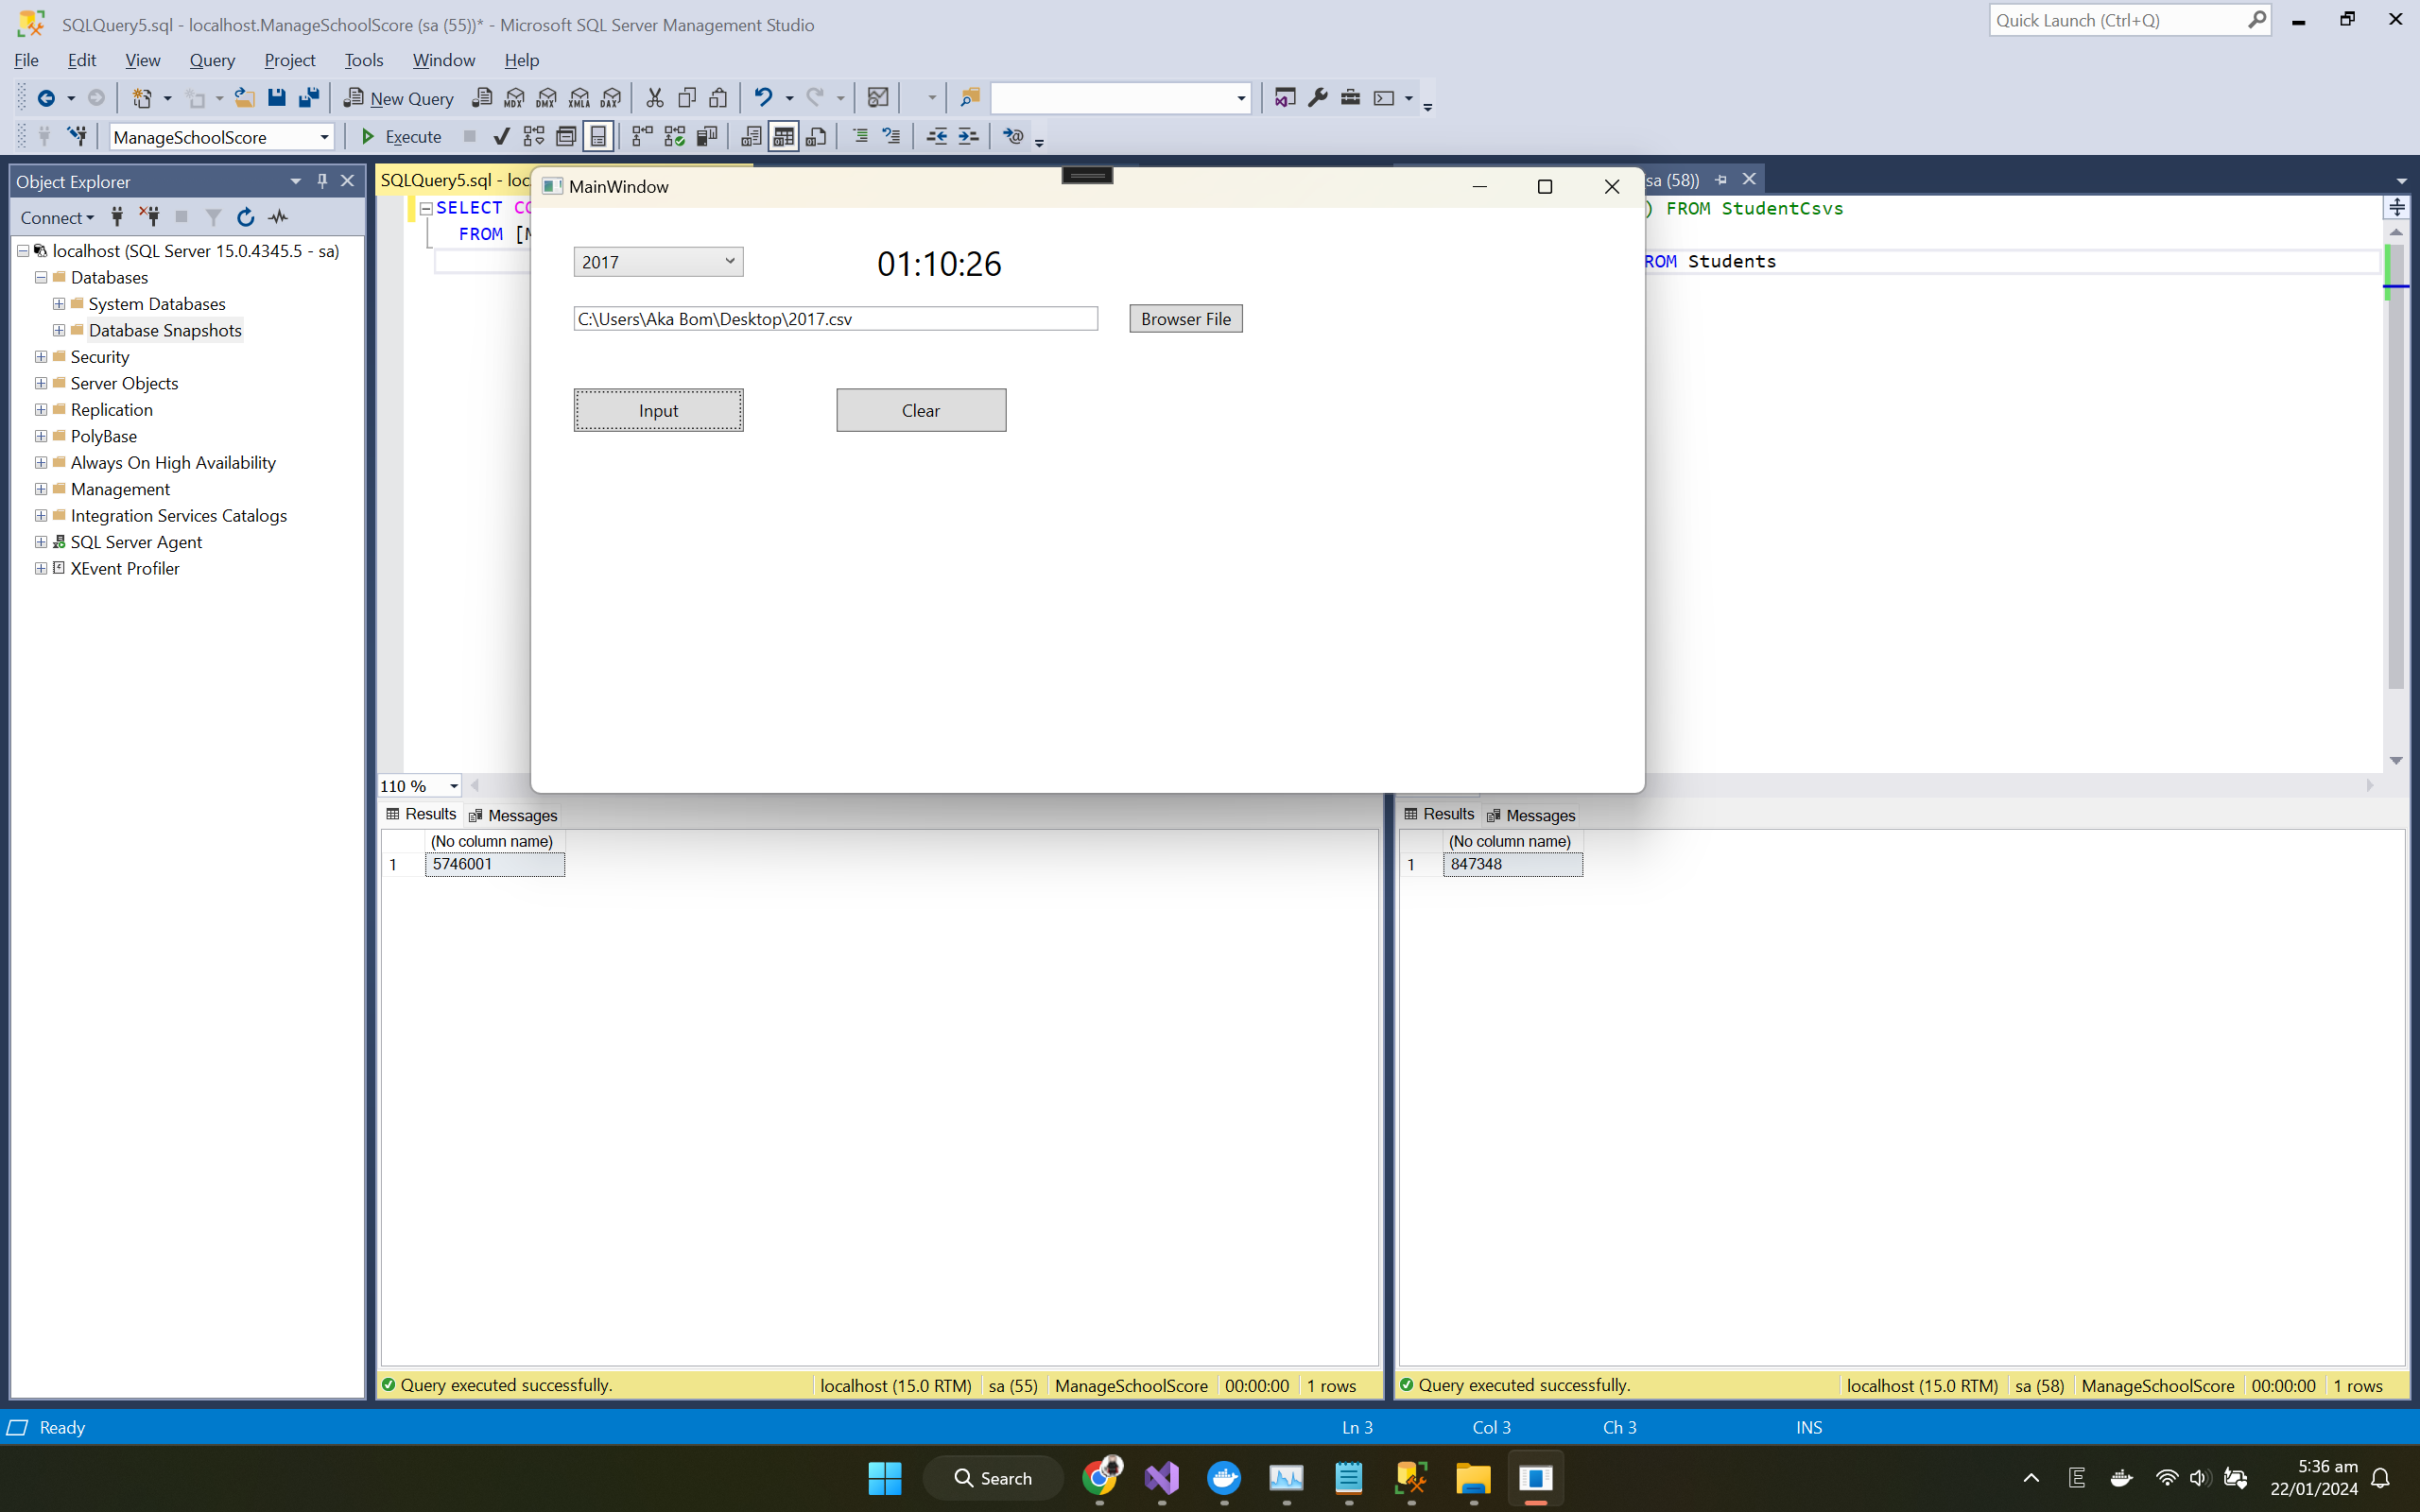 SQLQuery5.sql - localhost.ManageSchoolScore (sa (55))* - Microsoft SQL Server Management Studio
Quick Launch (Ctrl+Q)
File Edit View Query Project Tools Window Help
New Query MDX DMX XMLA DAX
ManageSchoolScore Execute
Object Explorer
Connect
localhost (SQL Server 15.0.4345.5 - sa)
Databases
System Databases
Database Snapshots
Security
Server Objects
Replication
PolyBase
Always On High Availability
Management
Integration Services Catalogs
SQL Server Agent
XEvent Profiler
SQLQuery5.sql - loc
SELECT CO
FROM [M
MainWindow
2017
01:10:26
C:\Users\Aka Bom\Desktop\2017.csv
Browser File
Input
Clear
sa (58))
) FROM StudentCsvs
ROM Students
110 %
Results Messages
(No column name)
1 5746001
Query executed successfully. localhost (15.0 RTM) sa (55) ManageSchoolScore 00:00:00 1 rows
Results Messages
(No column name)
1 847348
Query executed successfully. localhost (15.0 RTM) sa (58) ManageSchoolScore 00:00:00 1 rows
Ready Ln 3 Col 3 Ch 3 INS
Search
E
5:36 am
22/01/2024